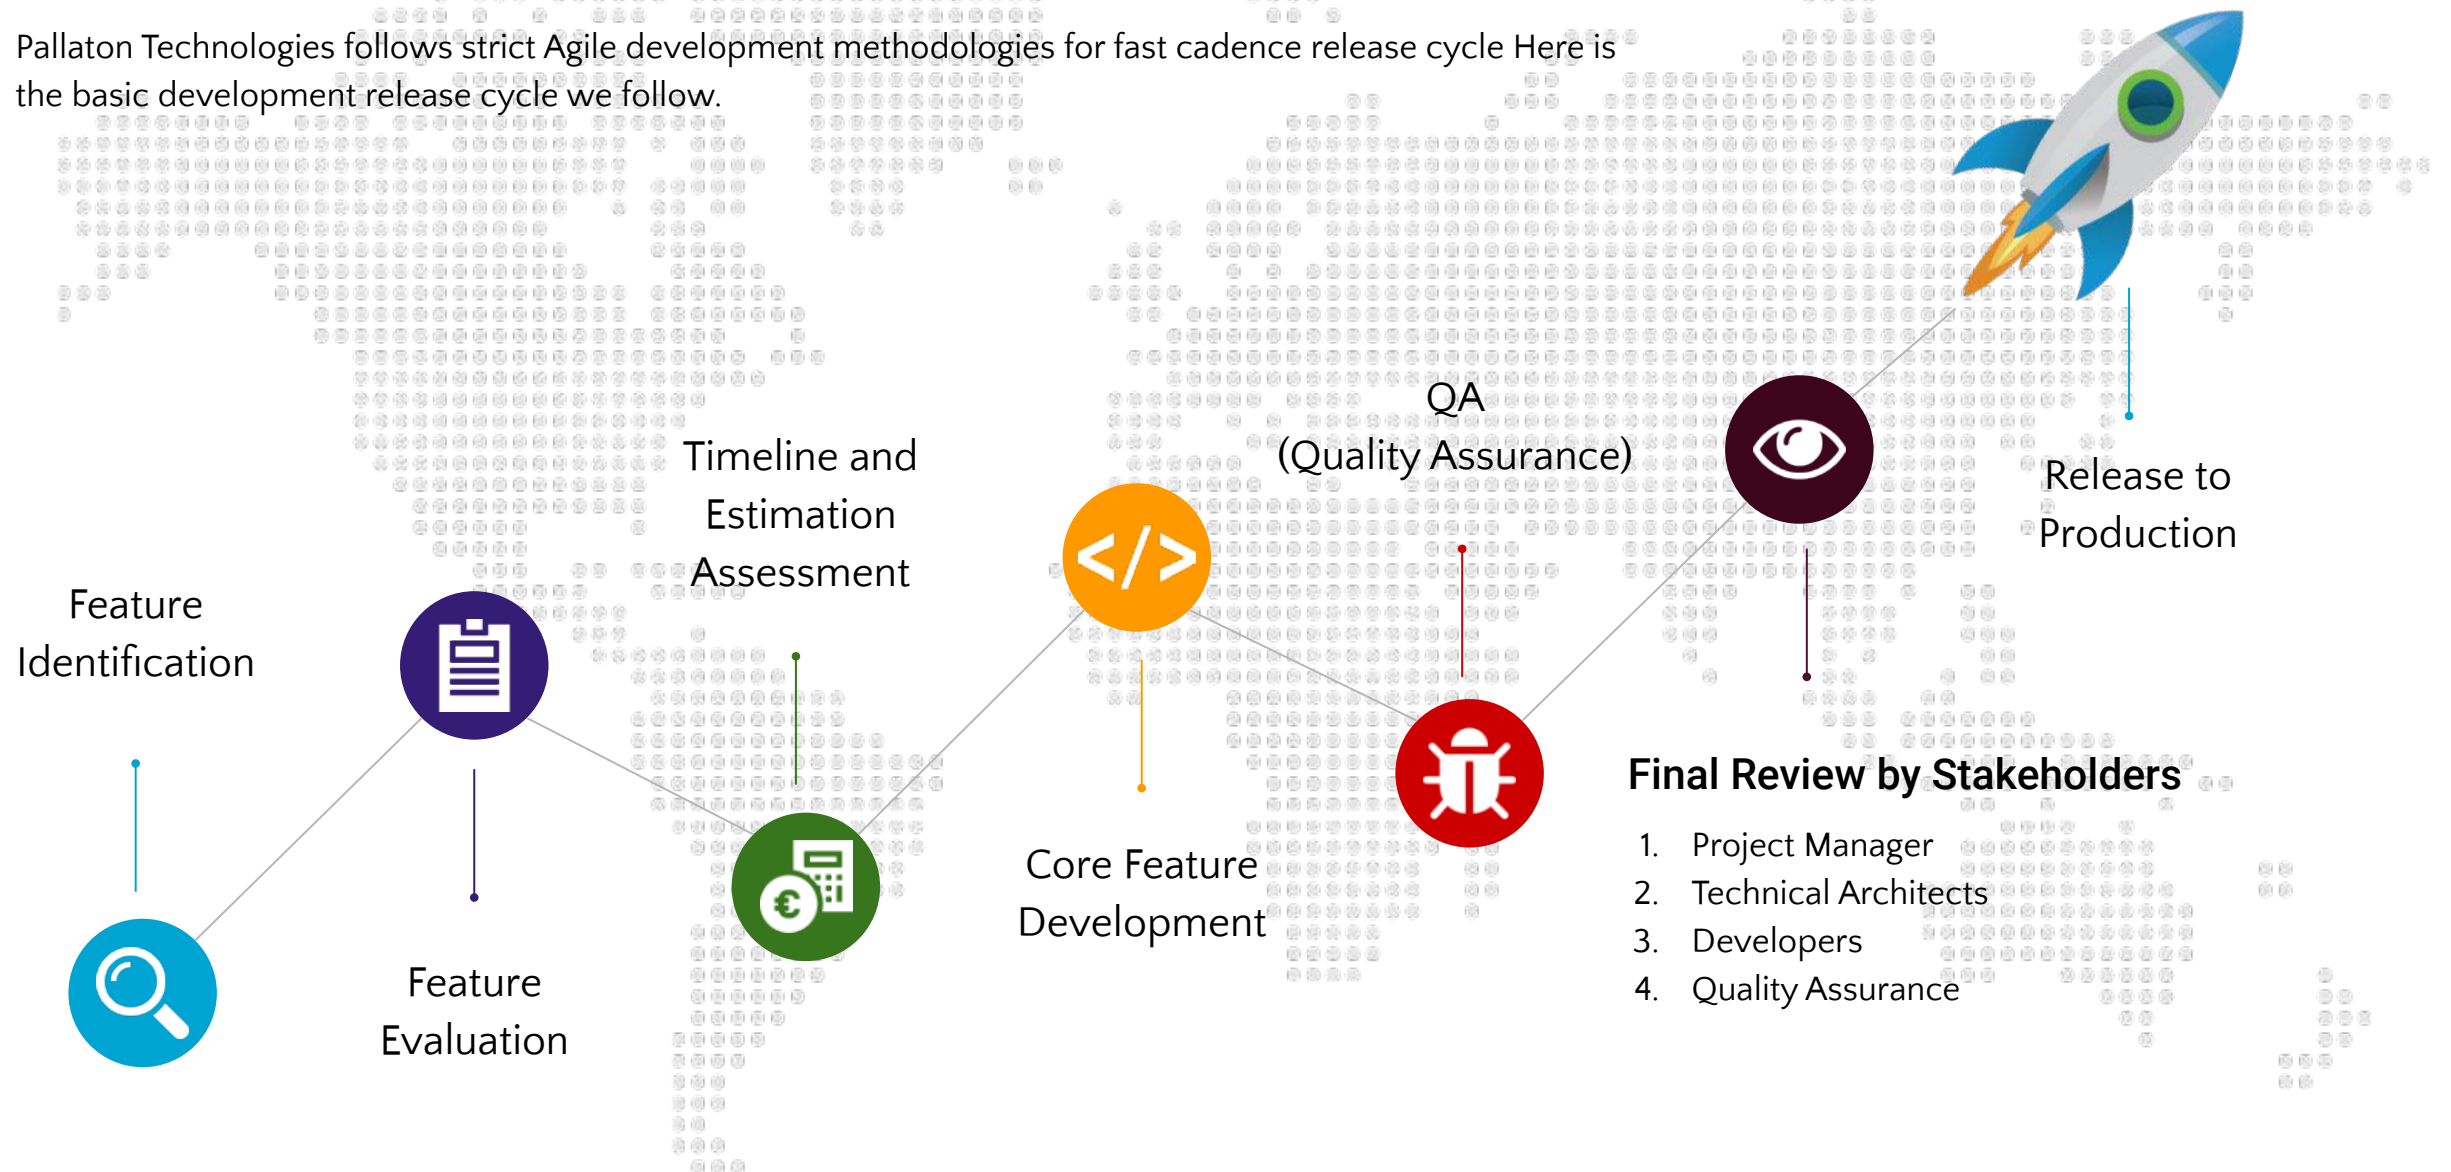 Pallaton Technologies follows strict Agile development methodologies for fast cadence release cycle Here is
the basic development release cycle we follow.
Feature
Identification
Feature
Evaluation
Timeline and
Estimation
Assessment
</>
€
Core Feature
Development
QA
(Quality Assurance)
Final Review by Stakeholders
1. Project Manager
2. Technical Architects
3. Developers
4. Quality Assurance
Release to
Production